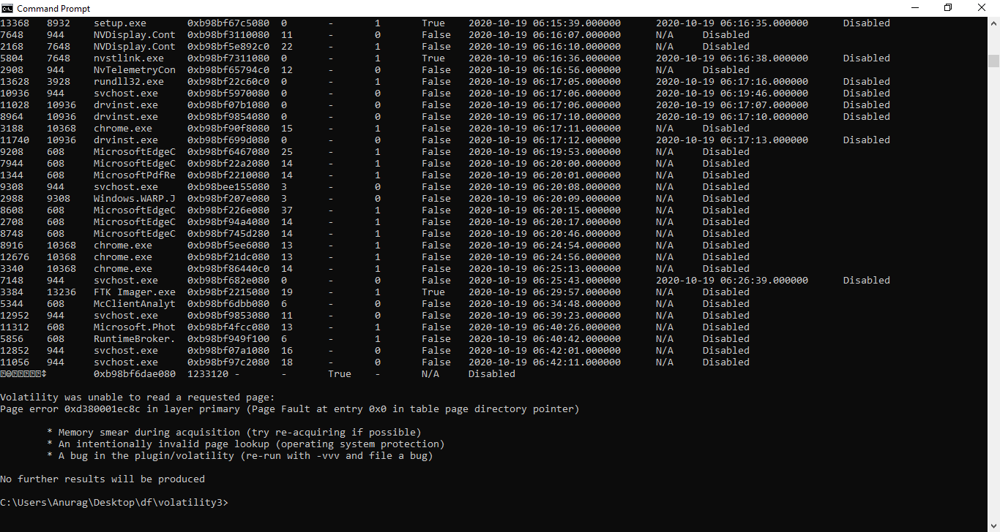 Command Prompt
13368 8932 setup.exe 0xb98bf67c5080 0 - 1 True 2020-10-19 06:15:39.000000 2020-10-19 06:16:35.000000 Disabled
7648 944 NVDisplay.Cont 0xb98bf3110080 11 - 0 False 2020-10-19 06:16:07.000000 N/A Disabled
2168 7648 NVDisplay.Cont 0xb98bf5e892c0 22 - 1 False 2020-10-19 06:16:10.000000 N/A Disabled
5804 7648 nvstlink.exe 0xb98bf7311080 0 - 1 True 2020-10-19 06:16:36.000000 2020-10-19 06:16:38.000000 Disabled
2908 944 NvTelemetryCon 0xb98bf65794c0 12 - 0 False 2020-10-19 06:16:56.000000 N/A Disabled
13628 3928 rundll32.exe 0xb98bf22c60c0 0 - 1 False 2020-10-19 06:17:05.000000 2020-10-19 06:17:16.000000 Disabled
10936 944 svchost.exe 0xb98bf5970080 0 - 0 False 2020-10-19 06:17:06.000000 2020-10-19 06:19:46.000000 Disabled
11028 10936 drvinst.exe 0xb98bf07b1080 0 - 0 False 2020-10-19 06:17:06.000000 2020-10-19 06:17:07.000000 Disabled
8964 10936 drvinst.exe 0xb98bf9854080 0 - 0 False 2020-10-19 06:17:10.000000 2020-10-19 06:17:10.000000 Disabled
3188 10368 chrome.exe 0xb98bf90f8080 15 - 1 False 2020-10-19 06:17:11.000000 N/A Disabled
11740 10936 drvinst.exe 0xb98bf699d080 0 - 0 False 2020-10-19 06:17:12.000000 2020-10-19 06:17:13.000000 Disabled
9208 608 MicrosoftEdgeC 0xb98bf6467080 25 - 1 False 2020-10-19 06:19:53.000000 N/A Disabled
7944 608 MicrosoftEdgeC 0xb98bf22a2080 14 - 1 False 2020-10-19 06:20:00.000000 N/A Disabled
1344 608 MicrosoftPdfRe 0xb98bf2210080 14 - 1 False 2020-10-19 06:20:01.000000 N/A Disabled
9308 944 svchost.exe 0xb98bee155080 3 - 0 False 2020-10-19 06:20:08.000000 N/A Disabled
2988 9308 Windows.WARP.J 0xb98bf207e080 3 - 0 False 2020-10-19 06:20:09.000000 N/A Disabled
8608 608 MicrosoftEdgeC 0xb98bf226e080 37 - 1 False 2020-10-19 06:20:15.000000 N/A Disabled
2708 608 MicrosoftEdgeC 0xb98bf94a4080 14 - 1 False 2020-10-19 06:20:17.000000 N/A Disabled
8748 608 MicrosoftEdgeC 0xb98bf745d280 14 - 1 False 2020-10-19 06:20:46.000000 N/A Disabled
8916 10368 chrome.exe 0xb98bf5ee6080 13 - 1 False 2020-10-19 06:24:54.000000 N/A Disabled
12676 10368 chrome.exe 0xb98bf21dc080 13 - 1 False 2020-10-19 06:24:56.000000 N/A Disabled
3340 10368 chrome.exe 0xb98bf86440c0 14 - 1 False 2020-10-19 06:25:13.000000 N/A Disabled
7148 944 svchost.exe 0xb98bf682e080 0 - 0 False 2020-10-19 06:25:43.000000 2020-10-19 06:26:39.000000 Disabled
3384 13236 FTK Imager.exe 0xb98bf2215080 19 - 1 True 2020-10-19 06:29:57.000000 N/A Disabled
5344 608 McClientAnalyt 0xb98bf6dbb080 6 - 0 False 2020-10-19 06:34:48.000000 N/A Disabled
12952 944 svchost.exe 0xb98bf9853080 11 - 0 False 2020-10-19 06:39:23.000000 N/A Disabled
11312 608 Microsoft.Phot 0xb98bf4fcc080 13 - 1 False 2020-10-19 06:40:26.000000 N/A Disabled
5856 608 RuntimeBroker. 0xb98bf949f100 6 - 1 False 2020-10-19 06:40:42.000000 N/A Disabled
12852 944 svchost.exe 0xb98bf07a1080 16 - 0 False 2020-10-19 06:42:01.000000 N/A Disabled
11056 944 svchost.exe 0xb98bf97c2080 18 - 0 False 2020-10-19 06:42:11.000000 N/A Disabled
0xb98bf6dae080 1233120 - - True - N/A Disabled
Volatility was unable to read a requested page:
Page error 0xd380001ec8c in layer primary (Page Fault at entry 0x0 in table page directory pointer)
* Memory smear during acquisition (try re-acquiring if possible)
* An intentionally invalid page lookup (operating system protection)
* A bug in the plugin/volatility (re-run with -vvv and file a bug)
No further results will be produced
C:\Users\Anurag\Desktop\df\volatility3>